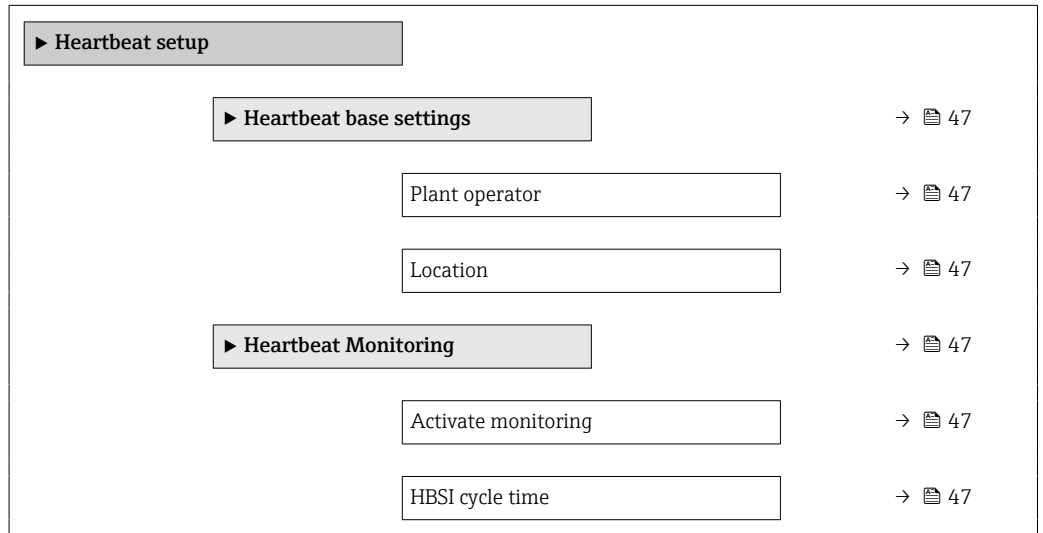 ▶ Heartbeat setup
▶ Heartbeat base settings → 47
Plant operator → 47
Location → 47
▶ Heartbeat Monitoring → 47
Activate monitoring → 47
HBSI cycle time → 47